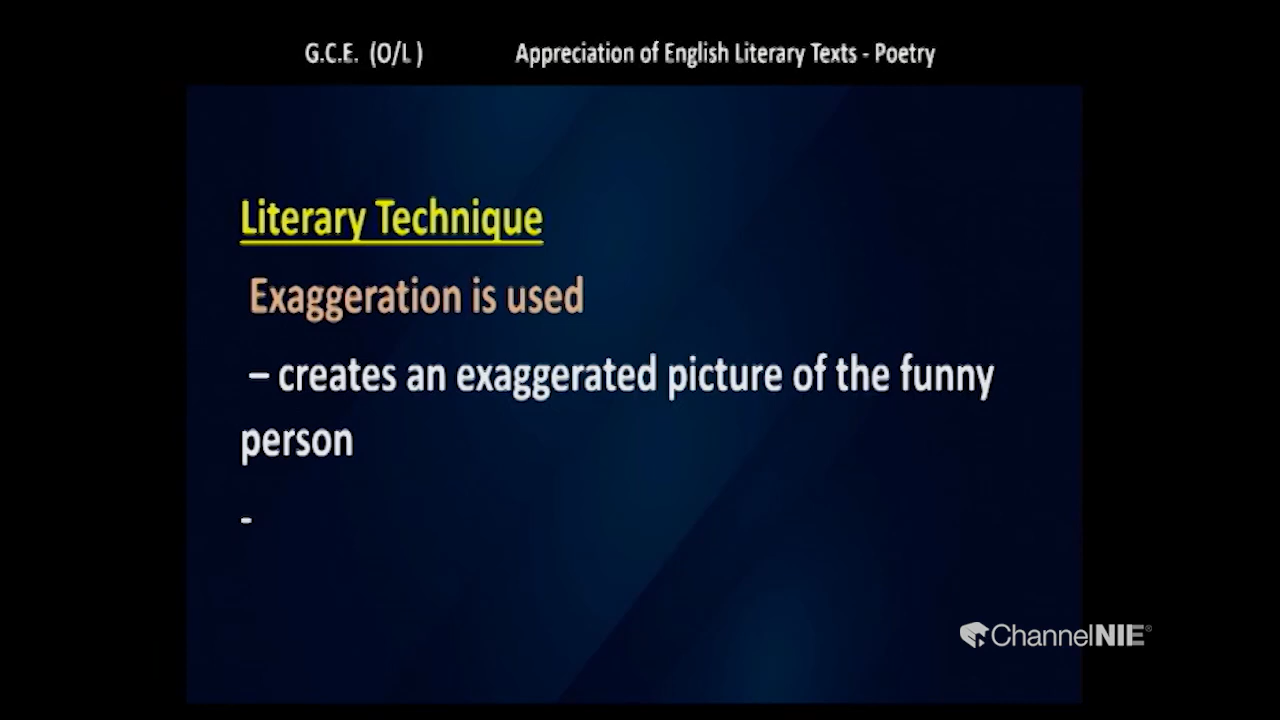 G.C.E. (O/L ) Appreciation of English Literary Texts - Poetry
Literary Technique
Exaggeration is used
– creates an exaggerated picture of the funny
person
-
ChannelNIE®